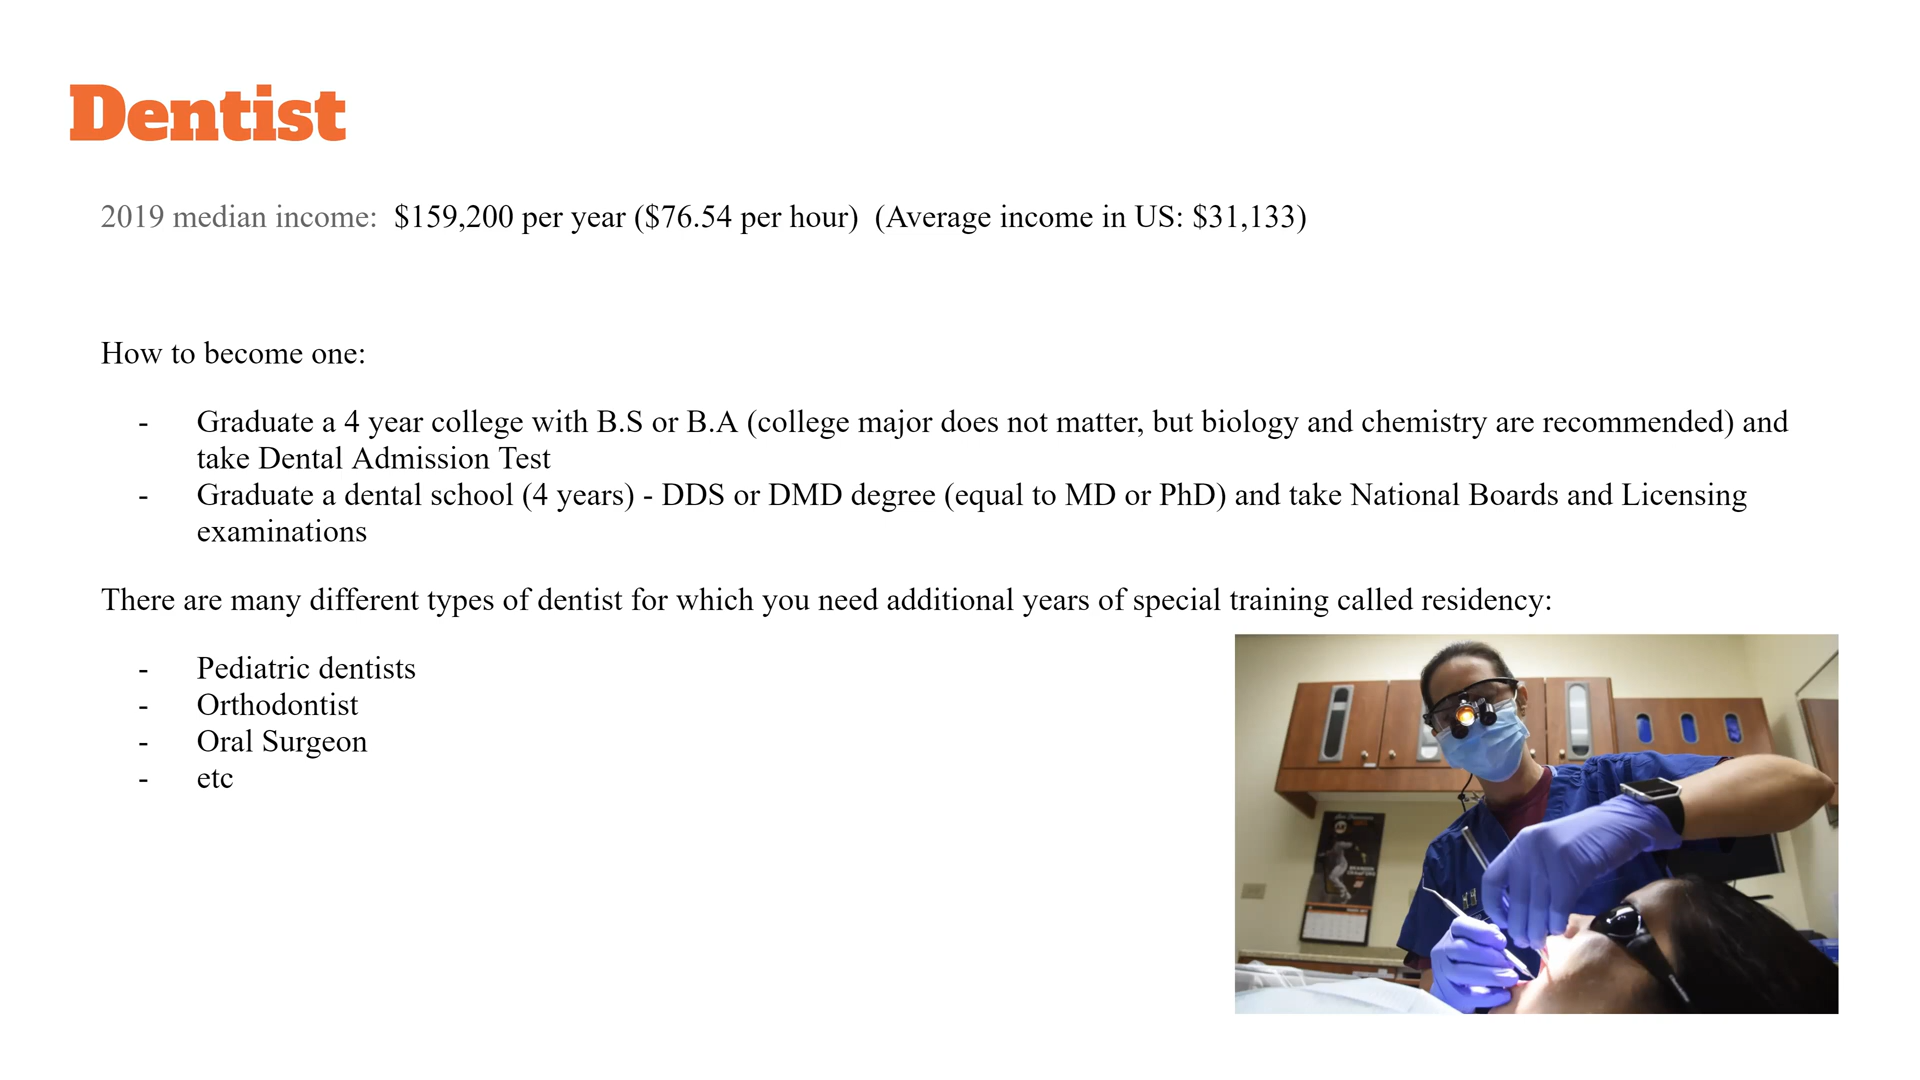 Dentist
2019 median income:  $159,200 per year ($76.54 per hour)  (Average income in US: $31,133)
How to become one:
- Graduate a 4 year college with B.S or B.A (college major does not matter, but biology and chemistry are recommended) and
take Dental Admission Test
- Graduate a dental school (4 years) - DDS or DMD degree (equal to MD or PhD) and take National Boards and Licensing
examinations
There are many different types of dentist for which you need additional years of special training called residency:
- Pediatric dentists
- Orthodontist
- Oral Surgeon
- etc